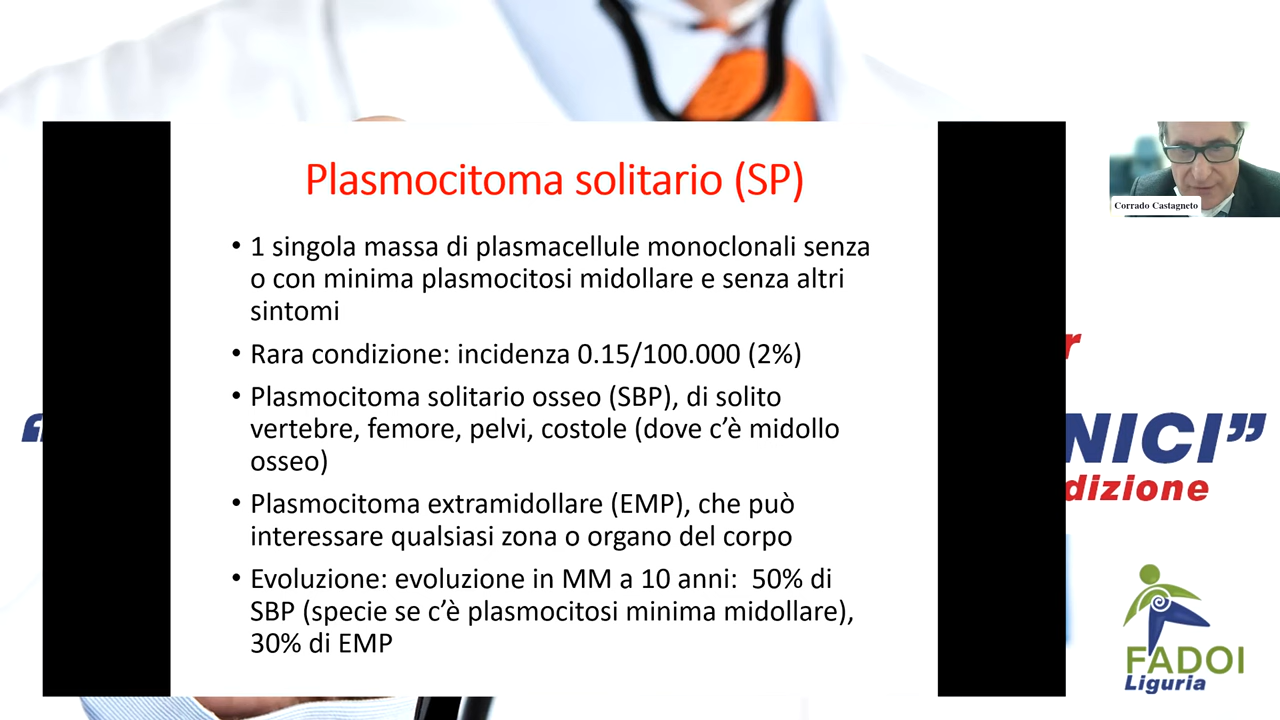 Plasmocitoma solitario (SP)
• 1 singola massa di plasmacellule monoclonali senza
o con minima plasmocitosi midollare e senza altri
sintomi
• Rara condizione: incidenza 0.15/100.000 (2%)
• Plasmocitoma solitario osseo (SBP), di solito
vertebre, femore, pelvi, costole (dove c’è midollo
osseo)
• Plasmocitoma extramidollare (EMP), che può
interessare qualsiasi zona o organo del corpo
• Evoluzione: evoluzione in MM a 10 anni:  50% di
SBP (specie se c’è plasmocitosi minima midollare),
30% di EMP
Corrado Castagneto
r
“
NICI”
dizione
FADOI
Liguria